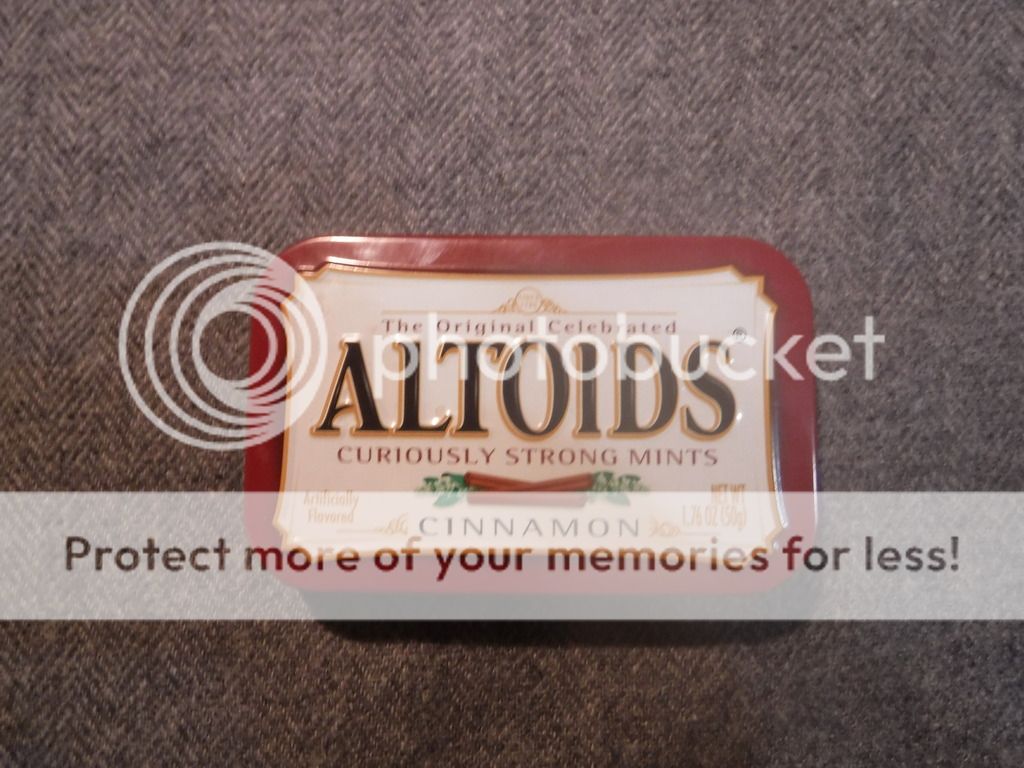 The Original Celebrated
photobucket
ALTOIDS®
CURIOUSLY STRONG MINTS
Artificially
Flavored
NET WT
1.76 OZ (50g)
CINNAMON
Protect more of your memories for less!